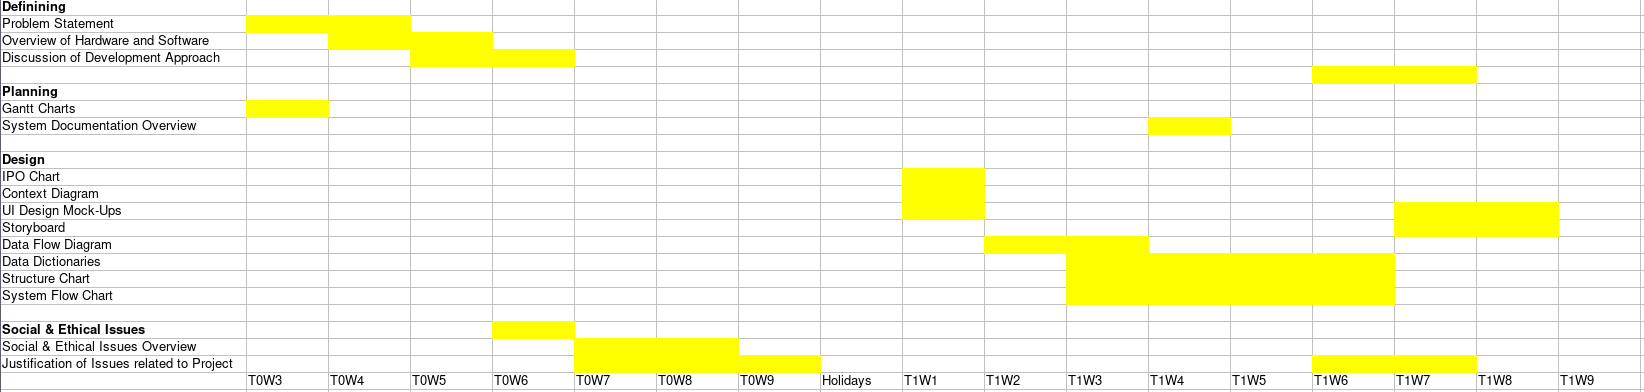 Definining
Problem Statement
Overview of Hardware and Software
Discussion of Development Approach
Planning
Gantt Charts
System Documentation Overview
Design
IPO Chart
Context Diagram
UI Design Mock-Ups
Storyboard
Data Flow Diagram
Data Dictionaries
Structure Chart
System Flow Chart
Social & Ethical Issues
Social & Ethical Issues Overview
Justification of Issues related to Project
T0W3 T0W4 T0W5 T0W6 T0W7 T0W8 T0W9 Holidays T1W1 T1W2 T1W3 T1W4 T1W5 T1W6 T1W7 T1W8 T1W9